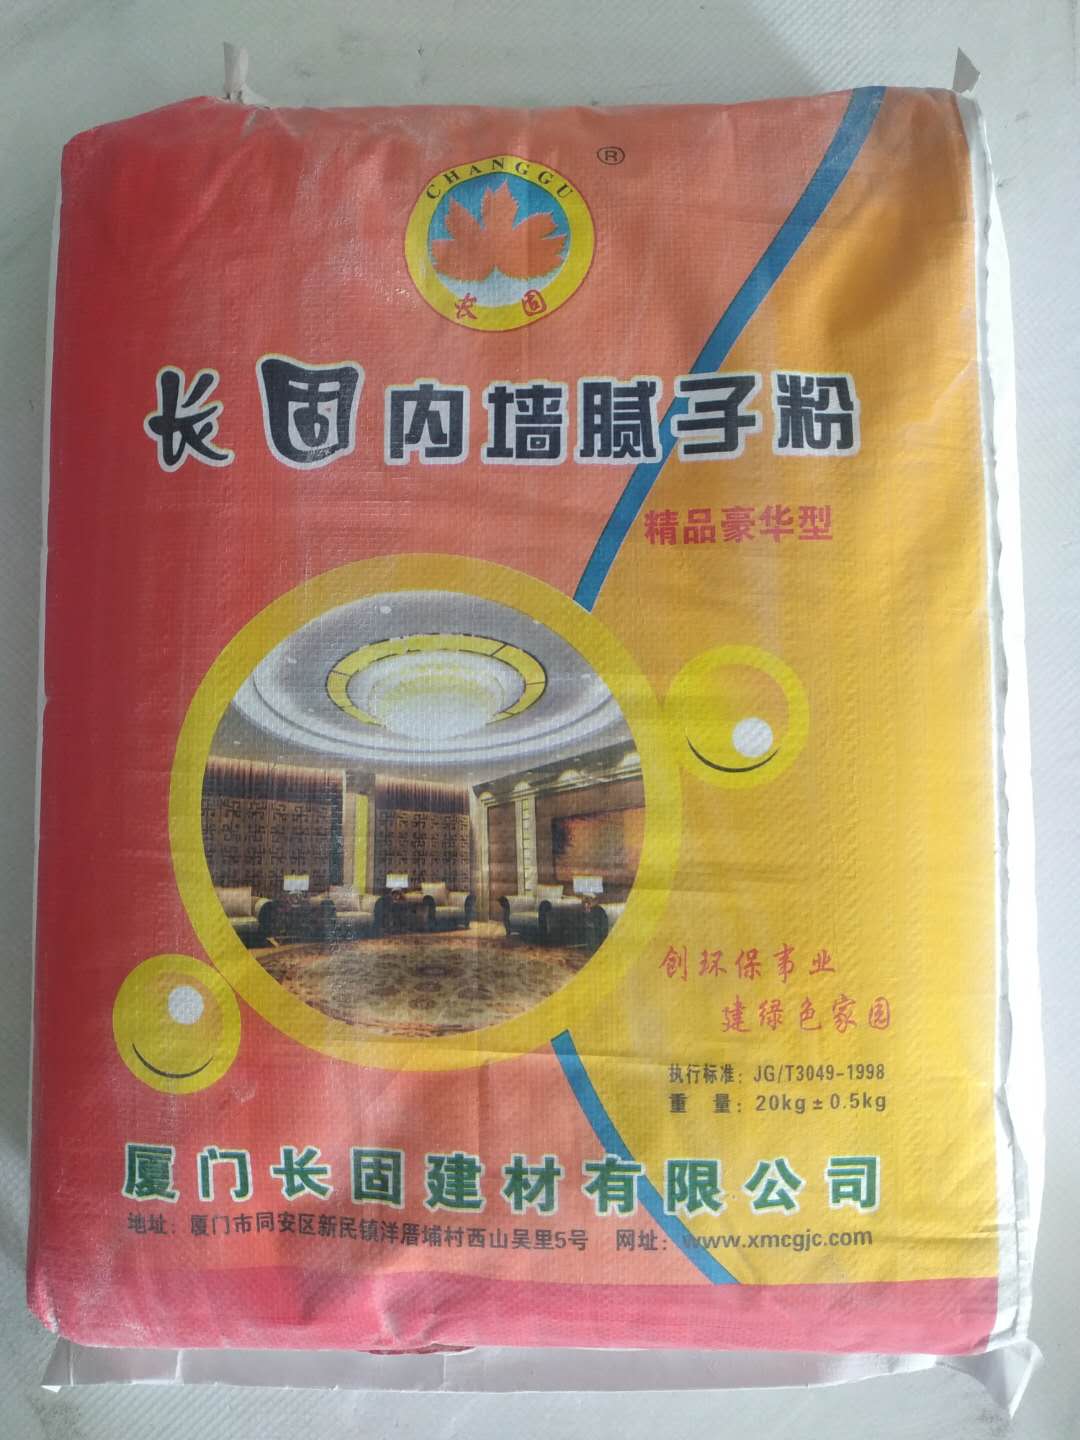 CHANGGU
®
长固
长固内墙腻子粉
精品豪华型
创环保事业
建绿色家园
执行标准：JG/T3049-1998
重 量：20kg±0.5kg
厦门长固建材有限公司
地址：厦门市同安区新民镇洋厝埔村西山吴里5号 网址：www.xmcgjc.com